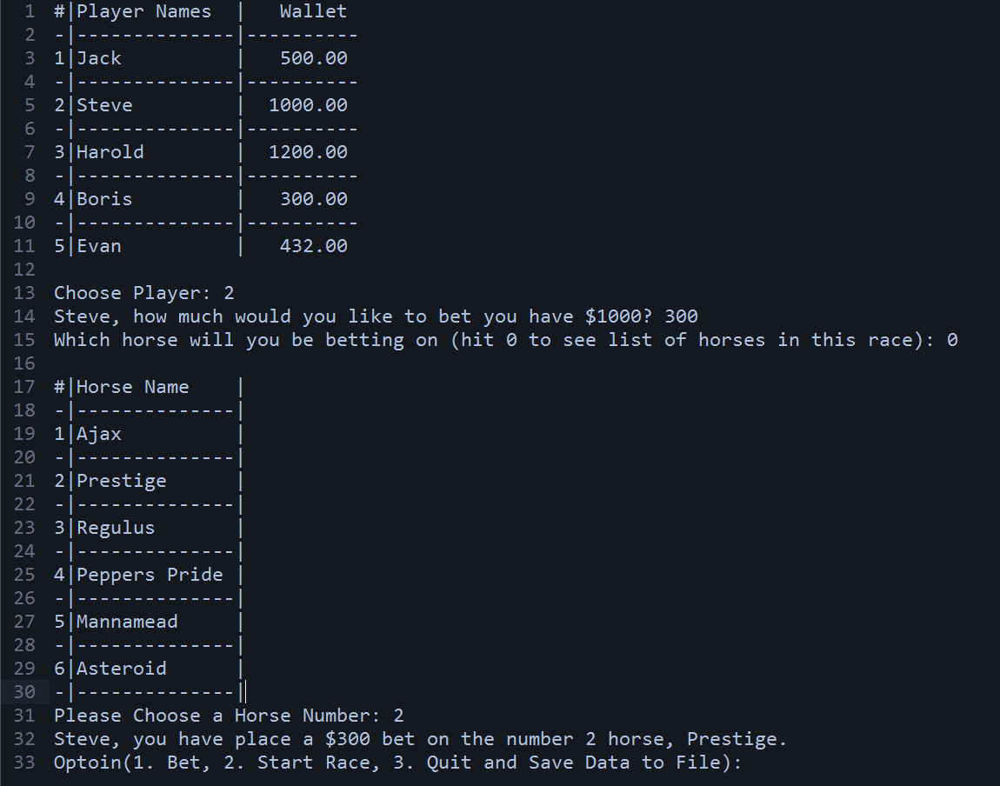 1 #|Player Names  |   Wallet
2 -|--------------|----------
3 1|Jack          |   500.00
4 -|--------------|----------
5 2|Steve         |  1000.00
6 -|--------------|----------
7 3|Harold        |  1200.00
8 -|--------------|----------
9 4|Boris         |   300.00
10 -|--------------|----------
11 5|Evan          |   432.00
12
13 Choose Player: 2
14 Steve, how much would you like to bet you have $1000? 300
15 Which horse will you be betting on (hit 0 to see list of horses in this race): 0
16
17 #|Horse Name    |
18 -|--------------|
19 1|Ajax          |
20 -|--------------|
21 2|Prestige      |
22 -|--------------|
23 3|Regulus       |
24 -|--------------|
25 4|Peppers Pride |
26 -|--------------|
27 5|Mannamead     |
28 -|--------------|
29 6|Asteroid      |
30 -|--------------|
31 Please Choose a Horse Number: 2
32 Steve, you have place a $300 bet on the number 2 horse, Prestige.
33 Optoin(1. Bet, 2. Start Race, 3. Quit and Save Data to File):